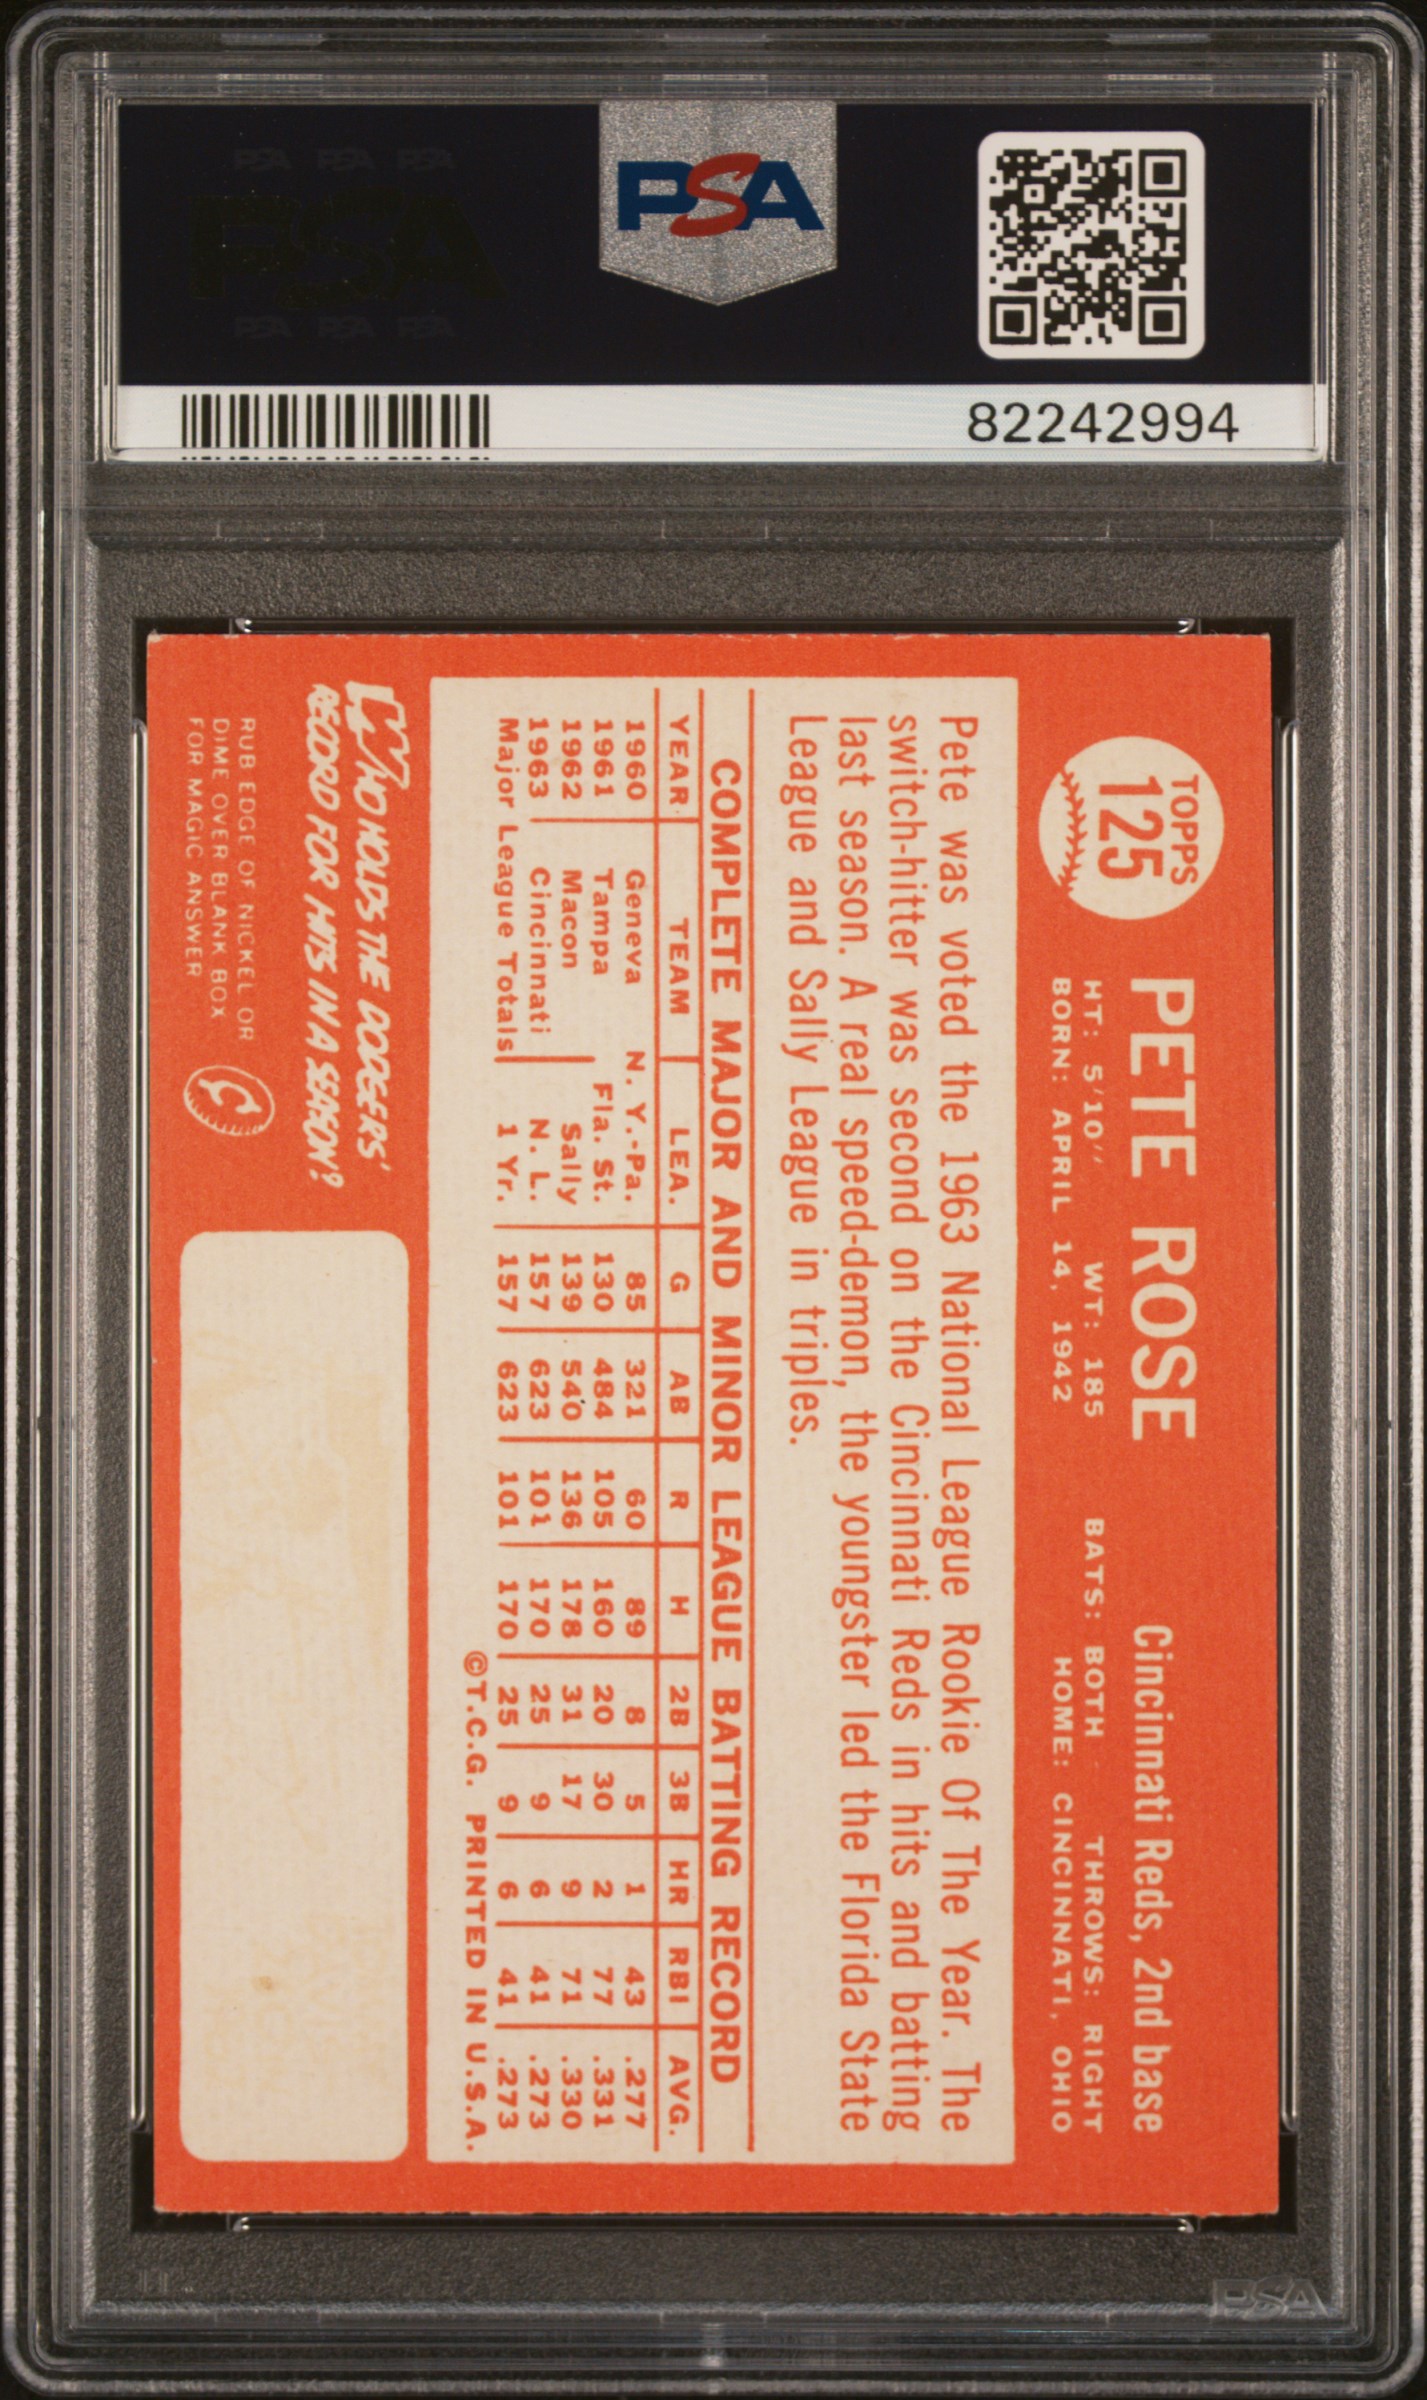 PSA PSA PSA
PSA
PSA PSA PSA
PSA
82242994
TOPPS
125
PETE ROSE
Cincinnati Reds, 2nd base
HT: 5'10" WT: 185 BATS: BOTH THROWS: RIGHT
BORN: APRIL 14, 1942 HOME: CINCINNATI, OHIO
Pete was voted the 1963 National League Rookie Of The Year. The
switch-hitter was second on the Cincinnati Reds in hits and batting
last season. A real speed-demon, the youngster led the Florida State
League and Sally League in triples.
COMPLETE MAJOR AND MINOR LEAGUE BATTING RECORD
YEAR TEAM LEA. G AB R H 2B 3B HR RBI AVG.
1960 Geneva N. Y.-Pa. 85 321 60 89 8 5 1 43 .277
1961 Tampa Fla. St. 130 484 105 160 20 30 2 77 .331
1962 Macon Sally 139 540 136 178 31 17 9 71 .330
1963 Cincinnati N. L. 157 623 101 170 25 9 6 41 .273
Major League Totals 1 Yr. 157 623 101 170 25 9 6 41 .273
©T.C.G. PRINTED IN U.S.A.
WHO HOLDS THE DODGERS'
RECORD FOR HITS IN A SEASON?
RUB EDGE OF NICKEL OR
DIME OVER BLANK BOX
FOR MAGIC ANSWER
PSA